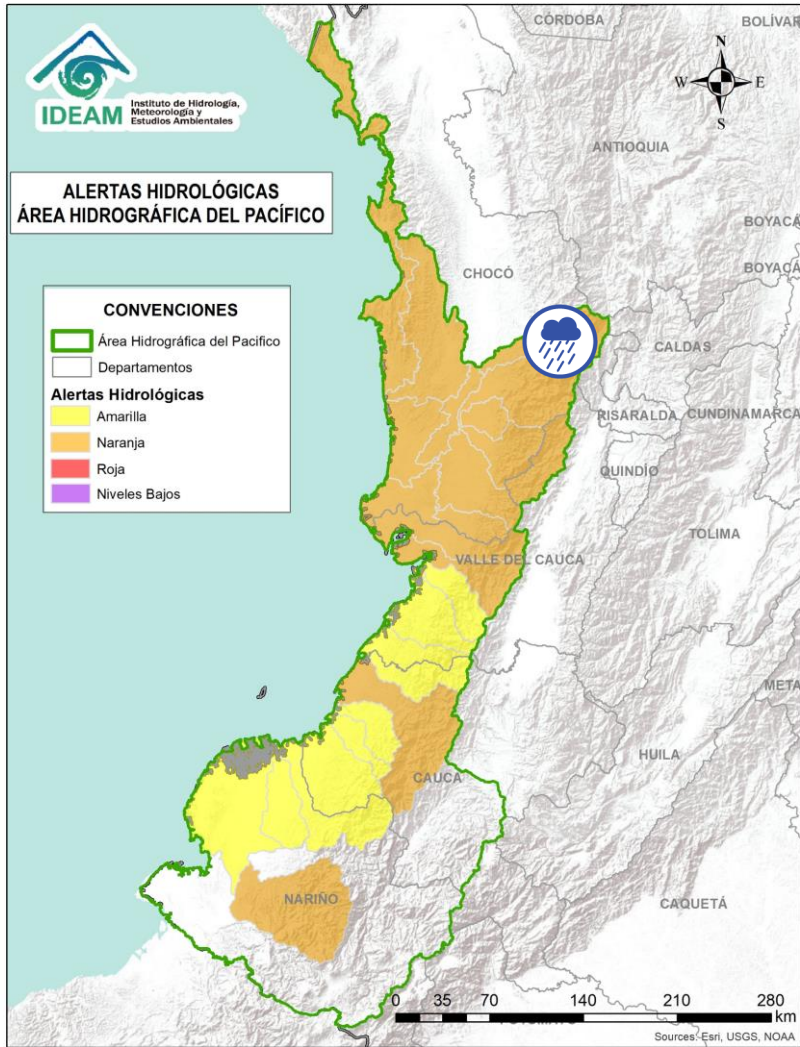 IDEAM
Instituto de Hidrología,
Meteorología y
Estudios Ambientales
ALERTAS HIDROLÓGICAS
ÁREA HIDROGRÁFICA DEL PACÍFICO
CONVENCIONES
Área Hidrográfica del Pacifico
Departamentos
Alertas Hidrológicas
Amarilla
Naranja
Roja
Niveles Bajos
CÓRDOBA
BOLÍVAR
N
W E
S
ANTIOQUIA
BOYACÁ
CHOCÓ
BOYACÁ
CALDAS
RISARALDA
CUNDINAMARCA
QUINDÍO
TOLIMA
VALLE DEL CAUCA
META
HUILA
CAUCA
NARIÑO
CAQUETÁ
0 35 70 140 210 280
km
Sources: Esri, USGS, NOAA